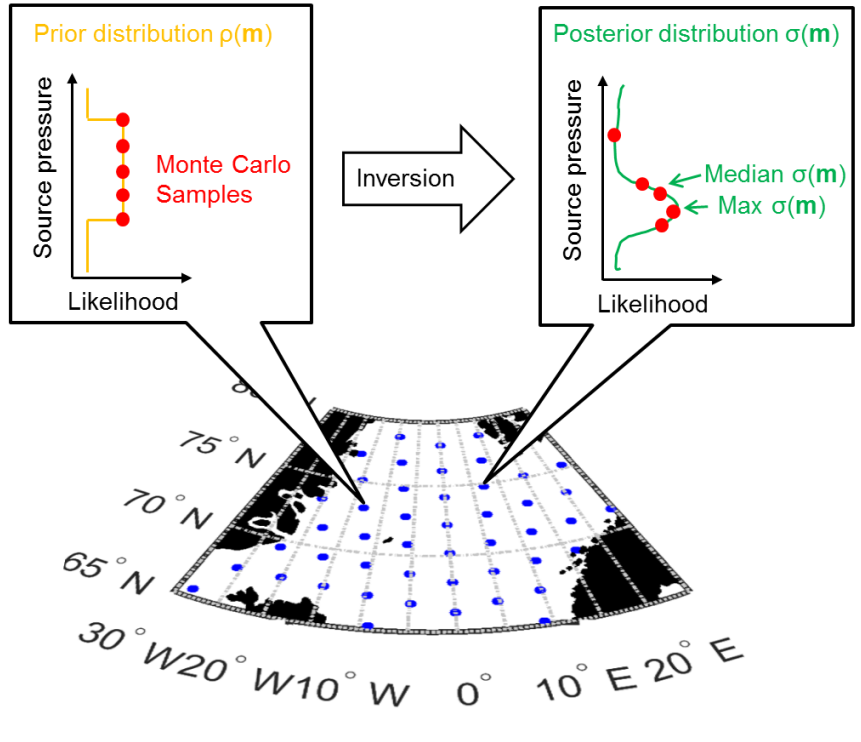 Prior distribution ρ(m)
Source pressure
Monte Carlo
Samples
Likelihood
Inversion
Posterior distribution σ(m)
Source pressure
Median σ(m)
Max σ(m)
Likelihood
75°N
70°N
65°N
30°W
20°W
10°W
0°
10°E
20°E